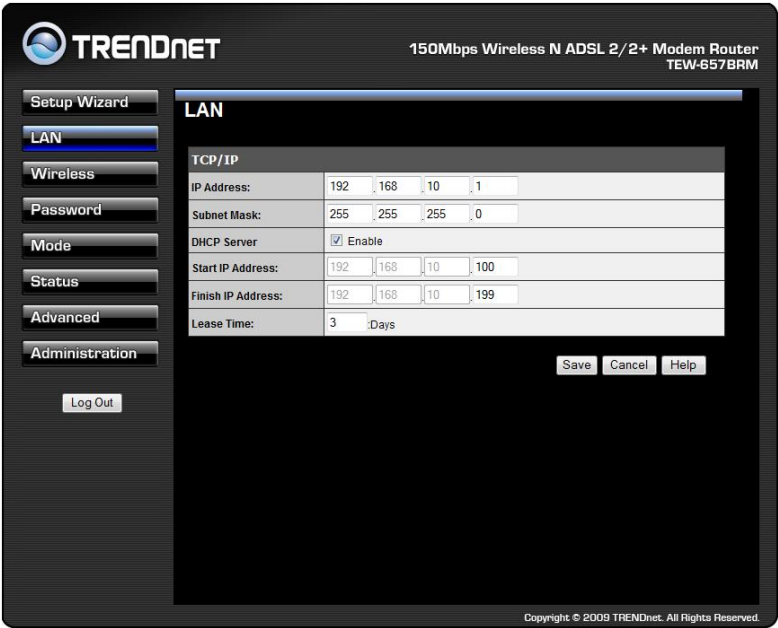 TRENDNET
150Mbps Wireless N ADSL 2/2+ Modem Router
TEW-657BRM
Setup Wizard
LAN
Wireless
Password
Mode
Status
Advanced
Administration
Log Out
LAN
TCP/IP
IP Address: 192 . 168 . 10 . 1
Subnet Mask: 255 . 255 . 255 . 0
DHCP Server Enable
Start IP Address: 192 . 168 . 10 . 100
Finish IP Address: 192 . 168 . 10 . 199
Lease Time: 3 :Days
Save Cancel Help
Copyright © 2009 TRENDnet. All Rights Reserved.